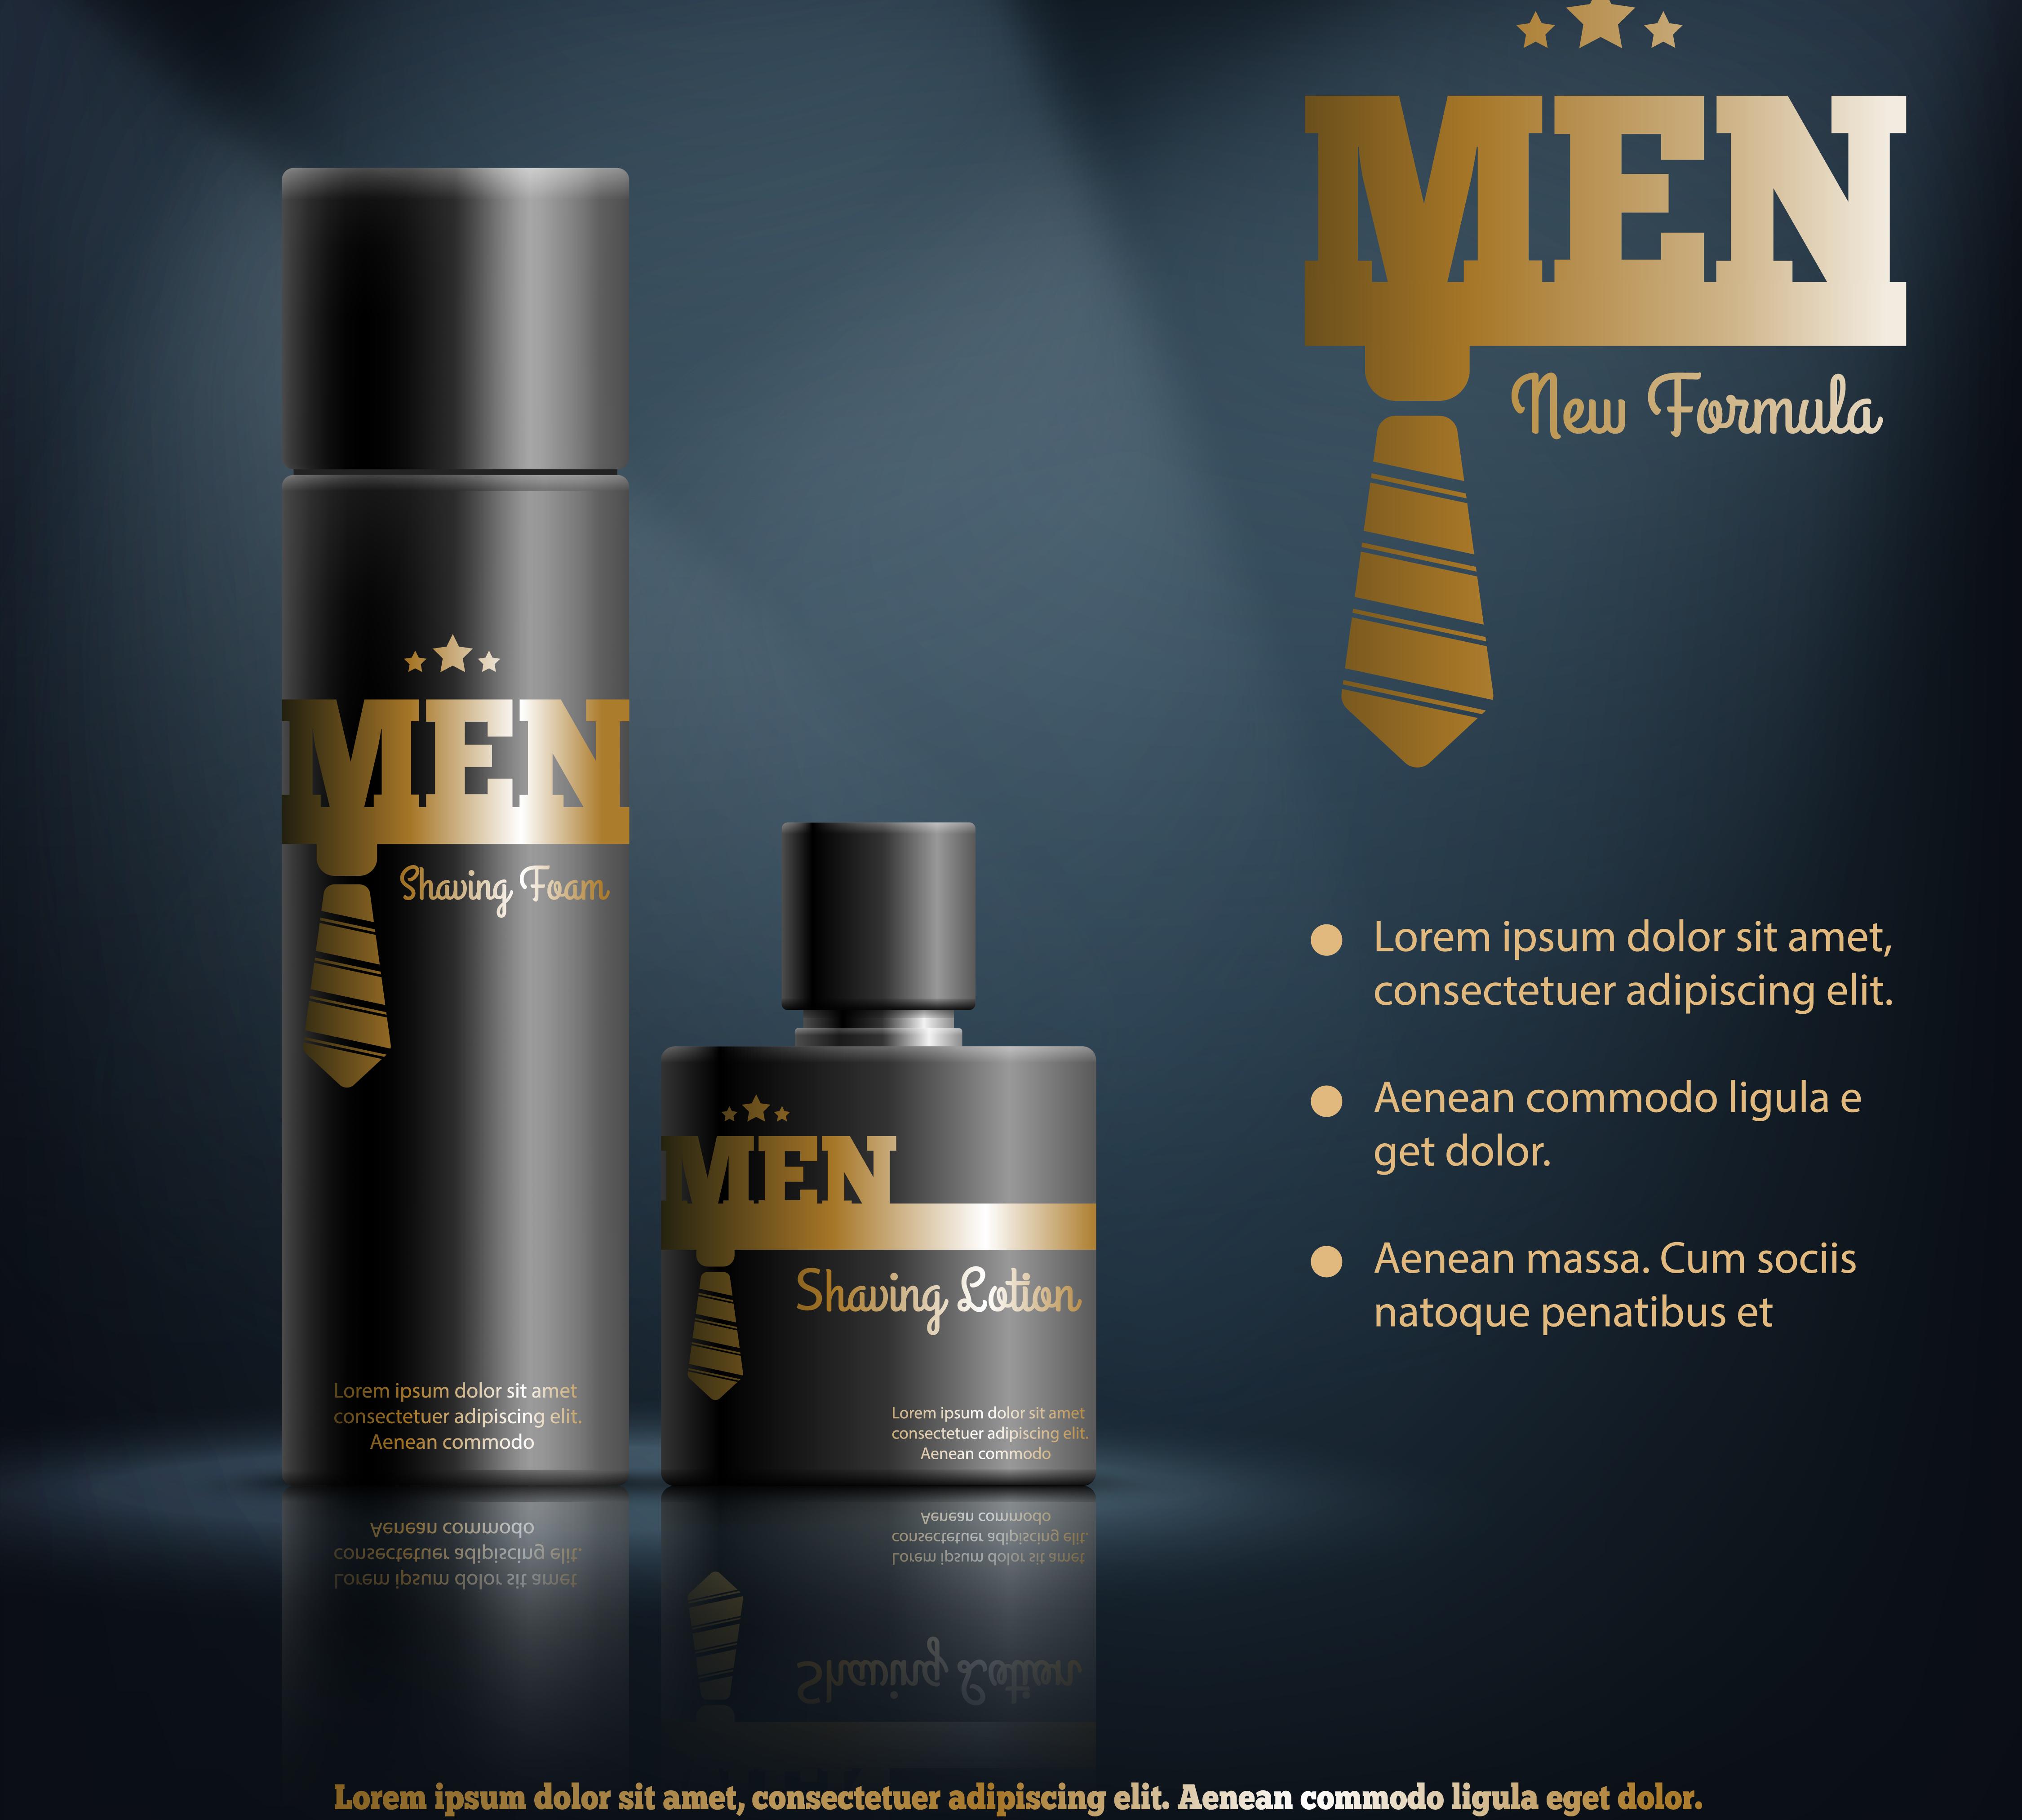 MEN
New Formula
MEN
Shaving Foam
Lorem ipsum dolor sit amet
consectetuer adipiscing elit.
Aenean commodo
MEN
Shaving Lotion
Lorem ipsum dolor sit amet
consectetuer adipiscing elit.
Aenean commodo
Lorem ipsum dolor sit amet,
consectetuer adipiscing elit.
Aenean commodo ligula e
get dolor.
Aenean massa. Cum sociis
natoque penatibus et
Lorem ipsum dolor sit amet, consectetuer adipiscing elit. Aenean commodo ligula eget dolor.